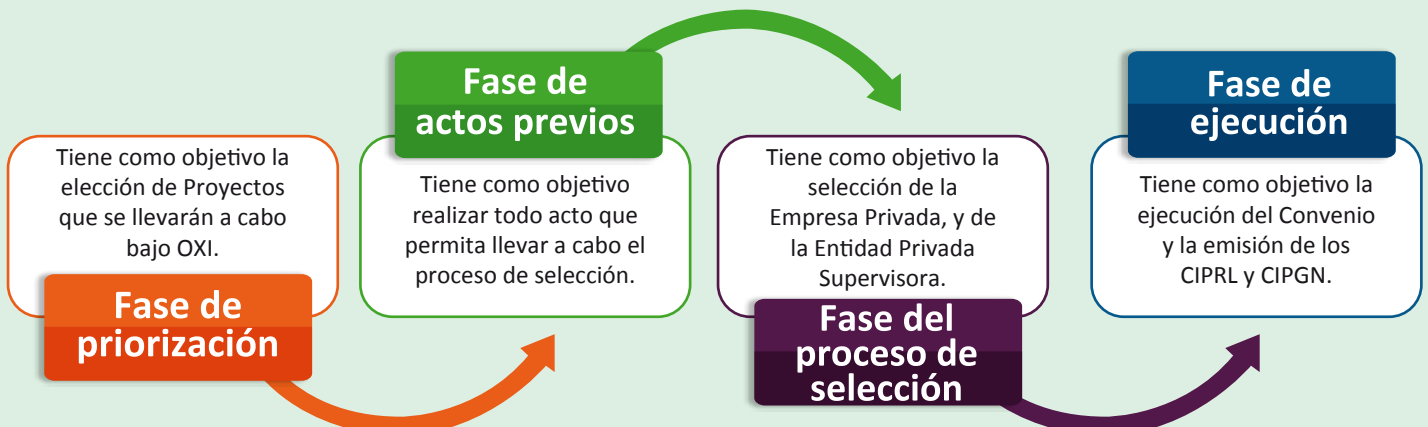 Tiene como objetivo la
elección de Proyectos
que se llevarán a cabo
bajo OXI.
Fase de
priorización
Fase de
actos previos
Tiene como objetivo
realizar todo acto que
permita llevar a cabo el
proceso de selección.
Tiene como objetivo la
selección de la
Empresa Privada, y de
la Entidad Privada
Supervisora.
Fase del
proceso de
selección
Fase de
ejecución
Tiene como objetivo la
ejecución del Convenio
y la emisión de los
CIPRL y CIPGN.